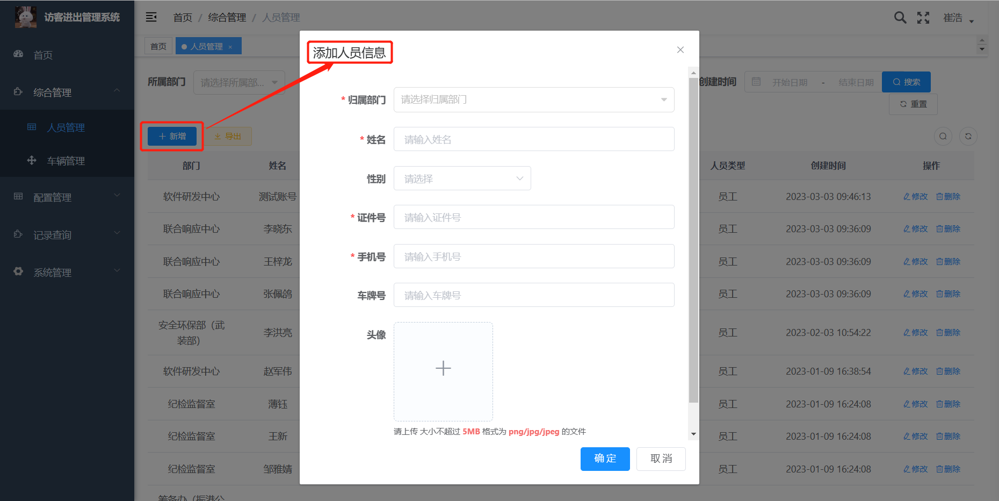 访客进出管理系统
首页
综合管理
人员管理
车辆管理
配置管理
记录查询
系统管理
首页 / 综合管理 / 人员管理
崔浩
首页
人员管理 ×
所属部门 请选择所属部...
创建时间 开始日期 - 结束日期
搜索
重置
新增
导出
添加人员信息
* 归属部门 请选择归属部门
* 姓名 请输入姓名
性别 请选择
* 证件号 请输入证件号
* 手机号 请输入手机号
车牌号 请输入车牌号
头像
请上传 大小不超过 5MB 格式为 png/jpg/jpeg 的文件
确 定
取 消
部门 姓名 人员类型 创建时间 操作
软件研发中心 测试账号 员工 2023-03-03 09:46:13 修改 删除
联合响应中心 李晓东 员工 2023-03-03 09:36:09 修改 删除
联合响应中心 王梓龙 员工 2023-03-03 09:36:09 修改 删除
联合响应中心 张佩鸽 员工 2023-03-03 09:36:09 修改 删除
安全环保部（武
装部） 李洪亮 员工 2023-02-03 10:54:22 修改 删除
软件研发中心 赵军伟 员工 2023-01-09 16:38:54 修改 删除
纪检监督室 薄钰 员工 2023-01-09 16:24:08 修改 删除
纪检监督室 王新 员工 2023-01-09 16:24:08 修改 删除
纪检监督室 邹雅婧 员工 2023-01-09 16:24:08 修改 删除
筹备办（振港公